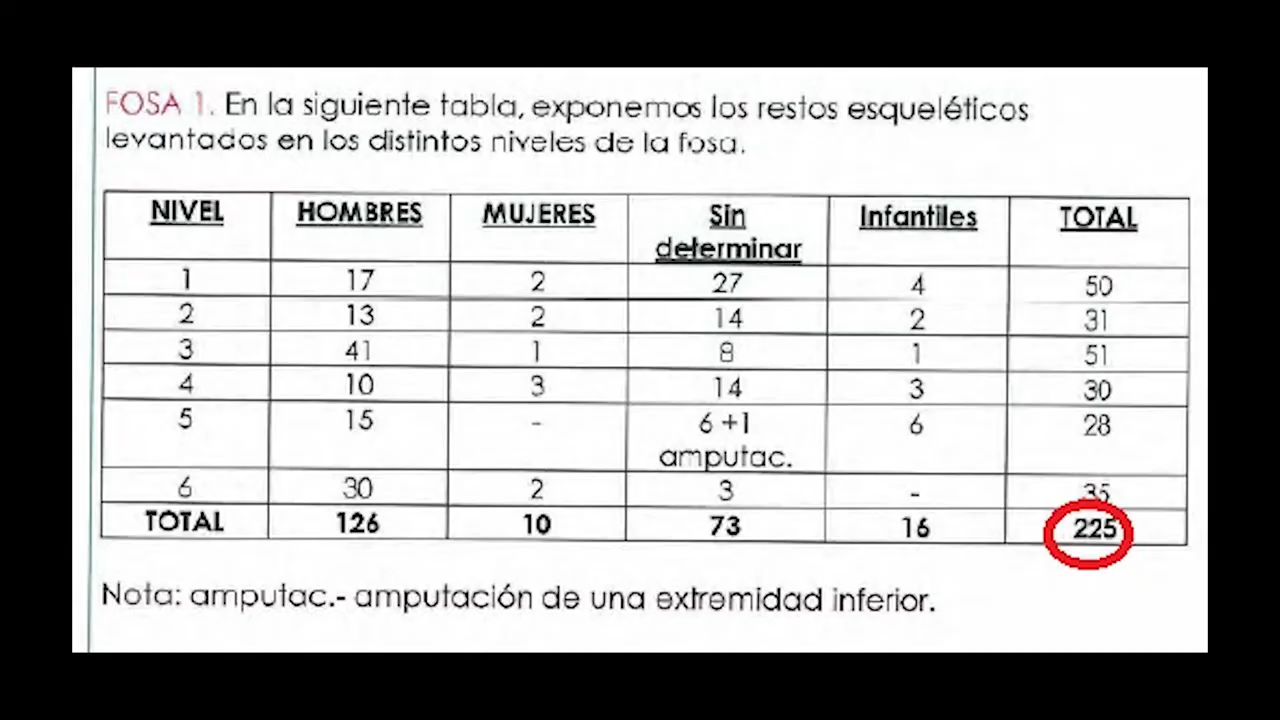 FOSA 1. En la siguiente tabla, exponemos los restos esqueléticos
levantados en los distintos niveles de la fosa.
NIVEL HOMBRES MUJERES Sin determinar Infantiles TOTAL
1 17 2 27 4 50
2 13 2 14 2 31
3 41 1 8 1 51
4 10 3 14 3 30
5 15 - 6 +1 amputac. 6 28
6 30 2 3 - 35
TOTAL 126 10 73 16 225
Nota: amputac.- amputación de una extremidad inferior.